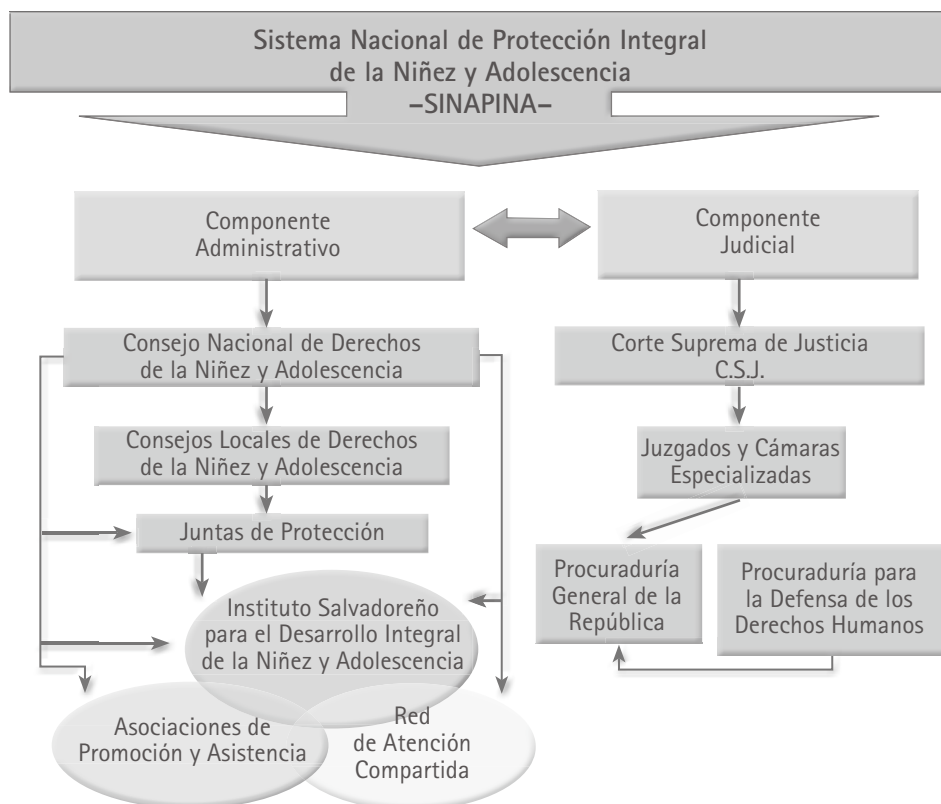 Sistema Nacional de Protección Integral
de la Niñez y Adolescencia
–SINAPINA–
Componente
Administrativo
Componente
Judicial
Consejo Nacional de Derechos
de la Niñez y Adolescencia
Corte Suprema de Justicia
C.S.J.
Consejos Locales de Derechos
de la Niñez y Adolescencia
Juzgados y Cámaras
Especializadas
Juntas de Protección
Procuraduría
General de la
República
Procuraduría para
la Defensa de los
Derechos Humanos
Instituto Salvadoreño
para el Desarrollo Integral
de la Niñez y Adolescencia
Asociaciones de
Promoción y Asistencia
Red
de Atención
Compartida